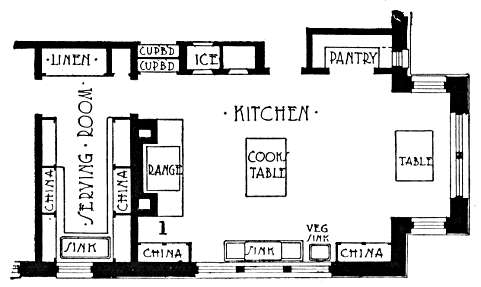 ·LINEN·
CUPBD
CUPBD
ICE
PANTRY
·KITCHEN·
·SERVING·ROOM·
CHINA
CHINA
RANGE
COOKS
TABLE
TABLE
1
SINK
CHINA
SINK
VEG
SINK
CHINA